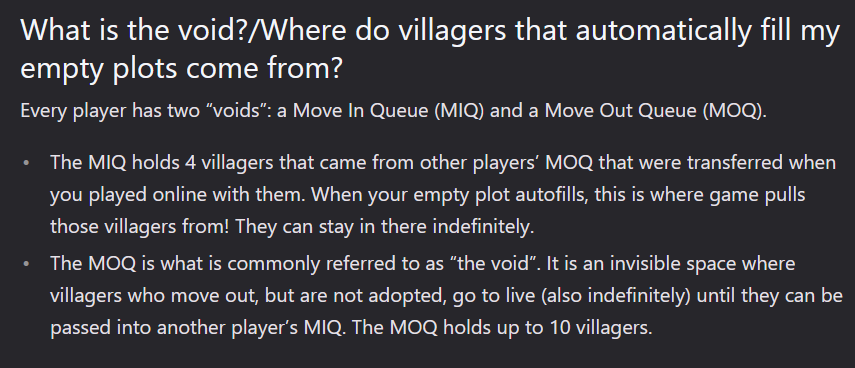 What is the void?/Where do villagers that automatically fill my
empty plots come from?
Every player has two “voids”: a Move In Queue (MIQ) and a Move Out Queue (MOQ).
• The MIQ holds 4 villagers that came from other players’ MOQ that were transferred when
you played online with them. When your empty plot autofills, this is where game pulls
those villagers from! They can stay in there indefinitely.
• The MOQ is what is commonly referred to as “the void”. It is an invisible space where
villagers who move out, but are not adopted, go to live (also indefinitely) until they can be
passed into another player’s MIQ. The MOQ holds up to 10 villagers.